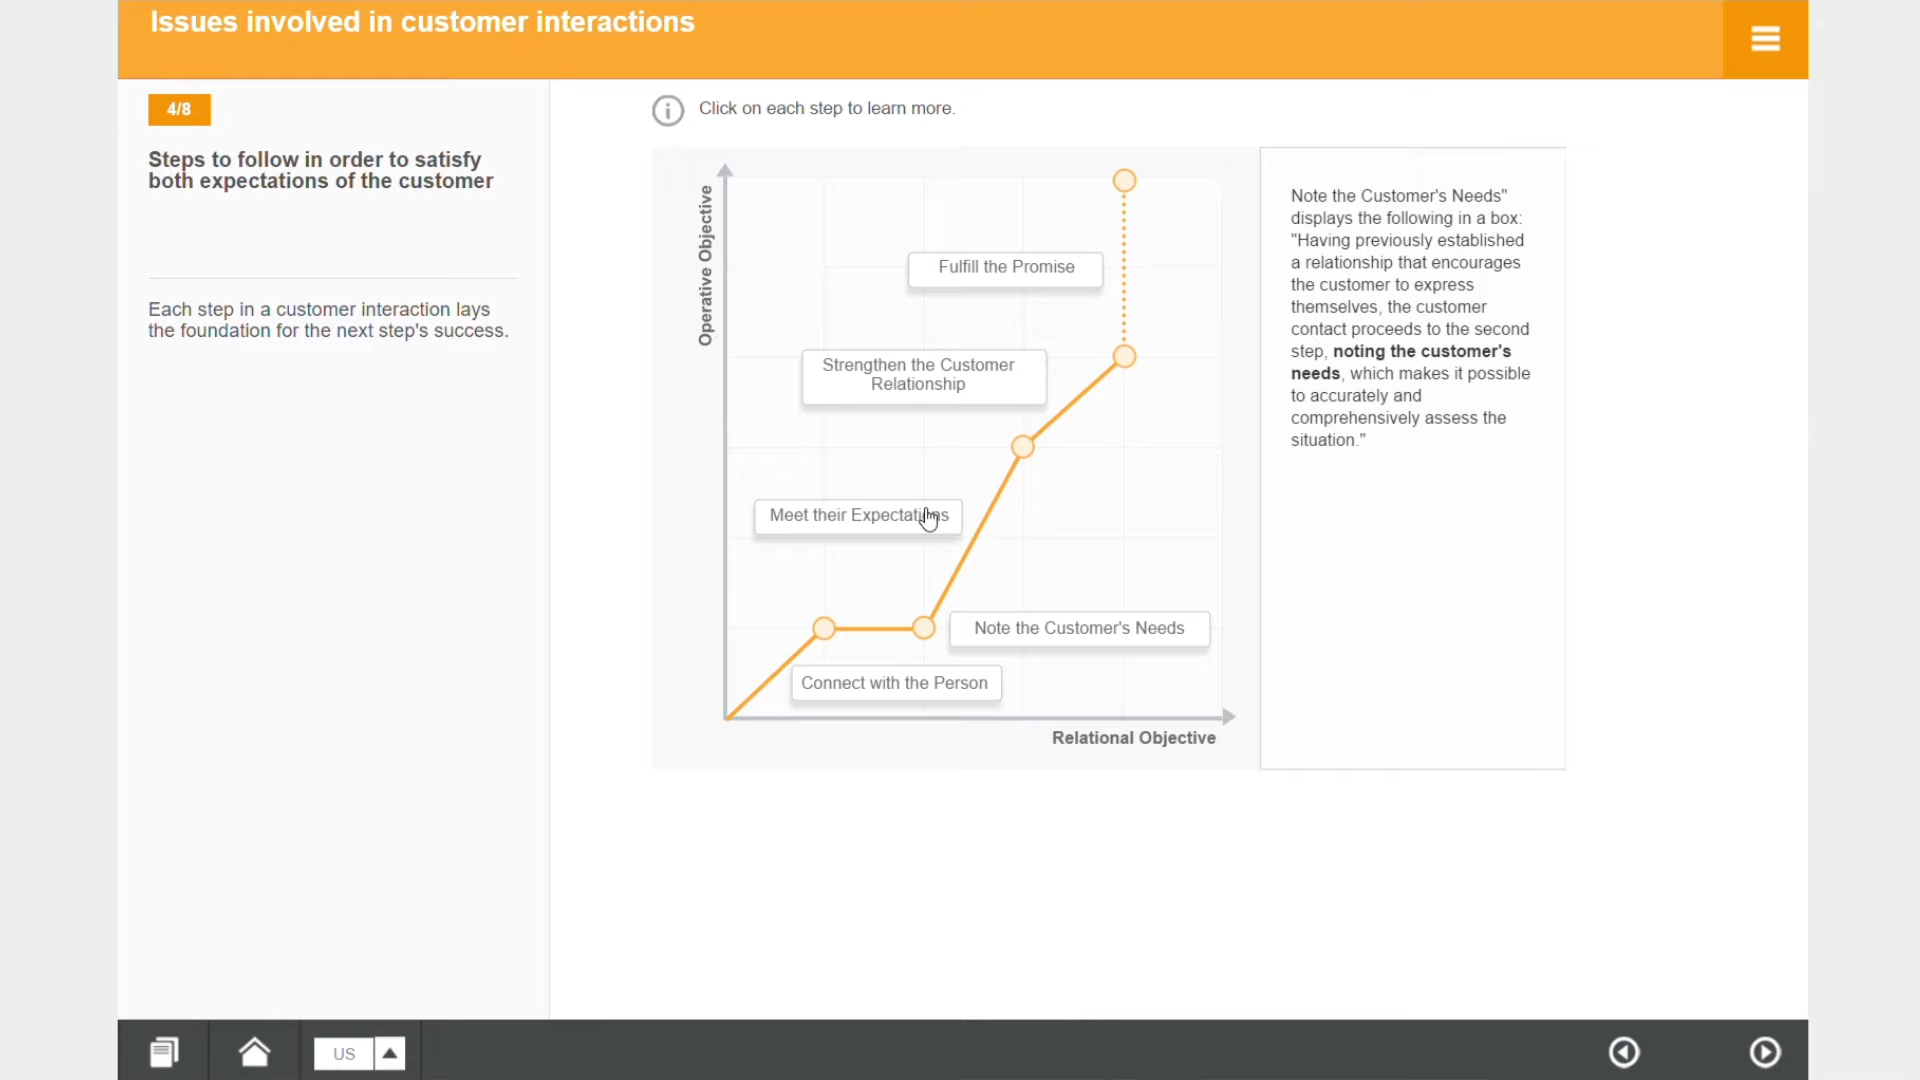 Issues involved in customer interactions
4/8
Steps to follow in order to satisfy
both expectations of the customer
Each step in a customer interaction lays
the foundation for the next step's success.
Click on each step to learn more.
Operative Objective
Fulfill the Promise
Strengthen the Customer
Relationship
Meet their Expectations
Note the Customer's Needs
Connect with the Person
Relational Objective
Note the Customer's Needs"
displays the following in a box:
"Having previously established
a relationship that encourages
the customer to express
themselves, the customer
contact proceeds to the second
step, noting the customer's
needs, which makes it possible
to accurately and
comprehensively assess the
situation.”
US